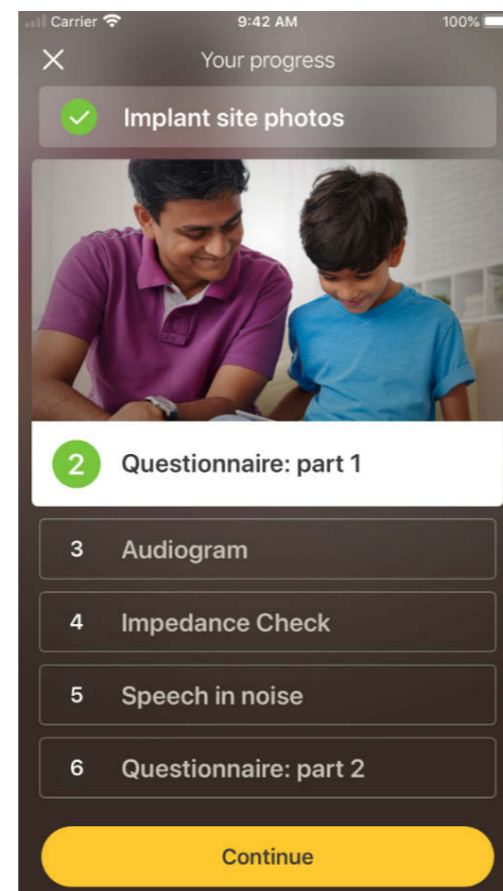 Carrier 9:42 AM 100%
Your progress
Implant site photos
2 Questionnaire: part 1
3 Audiogram
4 Impedance Check
5 Speech in noise
6 Questionnaire: part 2
Continue